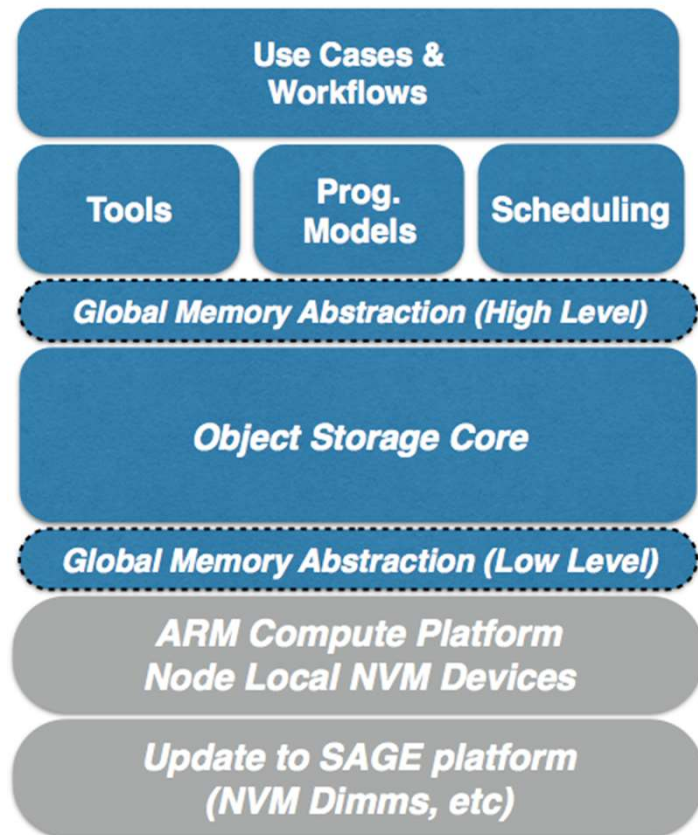 Use Cases &
Workflows
Tools
Prog.
Models
Scheduling
Global Memory Abstraction (High Level)
Object Storage Core
Global Memory Abstraction (Low Level)
ARM Compute Platform
Node Local NVM Devices
Update to SAGE platform
(NVM Dimms, etc)